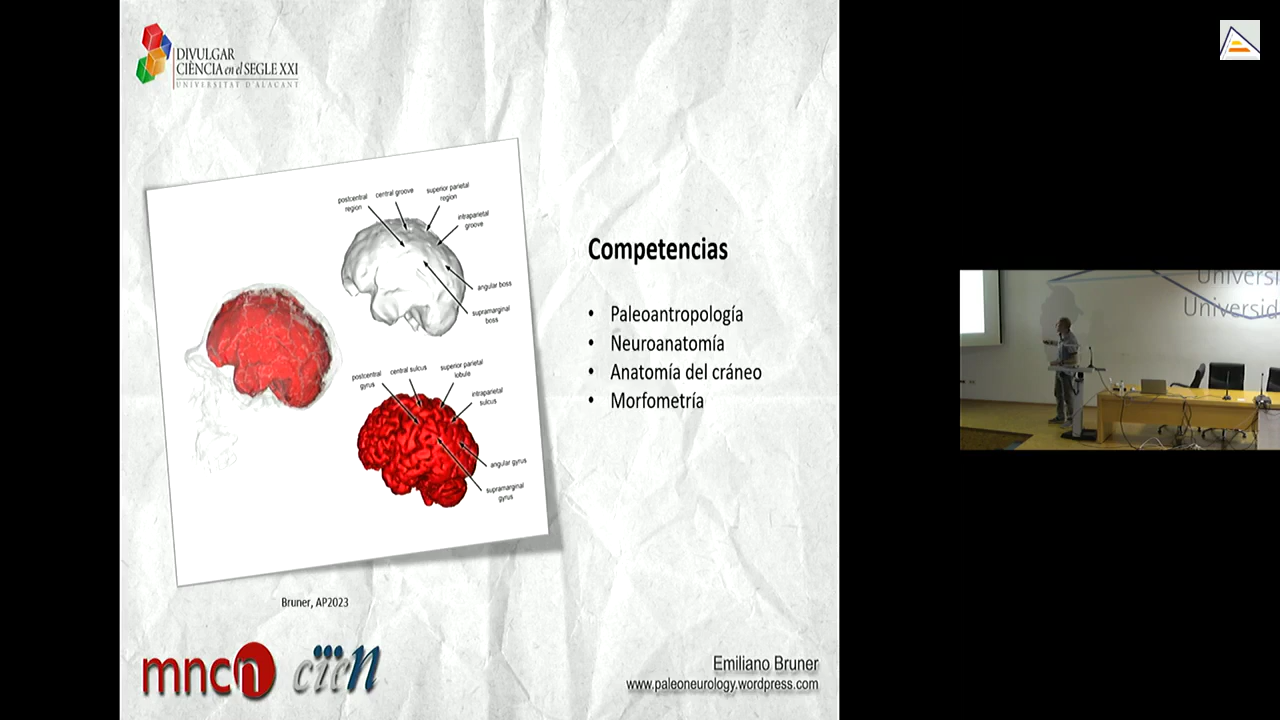 DIVULGAR
CIÈNCIA en el SEGLE XXI
UNIVERSITAT D'ALACANT
postcentral
region
central groove
superior parietal
region
intraparietal
groove
angular boss
supramarginal
boss
postcentral
gyrus
central sulcus
superior parietal
lobule
intraparietal
sulcus
angular gyrus
supramarginal
gyrus
Bruner, AP2023
Competencias
• Paleoantropología
• Neuroanatomía
• Anatomía del cráneo
• Morfometría
mncn
cien
Emiliano Bruner
www.paleoneurology.wordpress.com
Universi
Universid